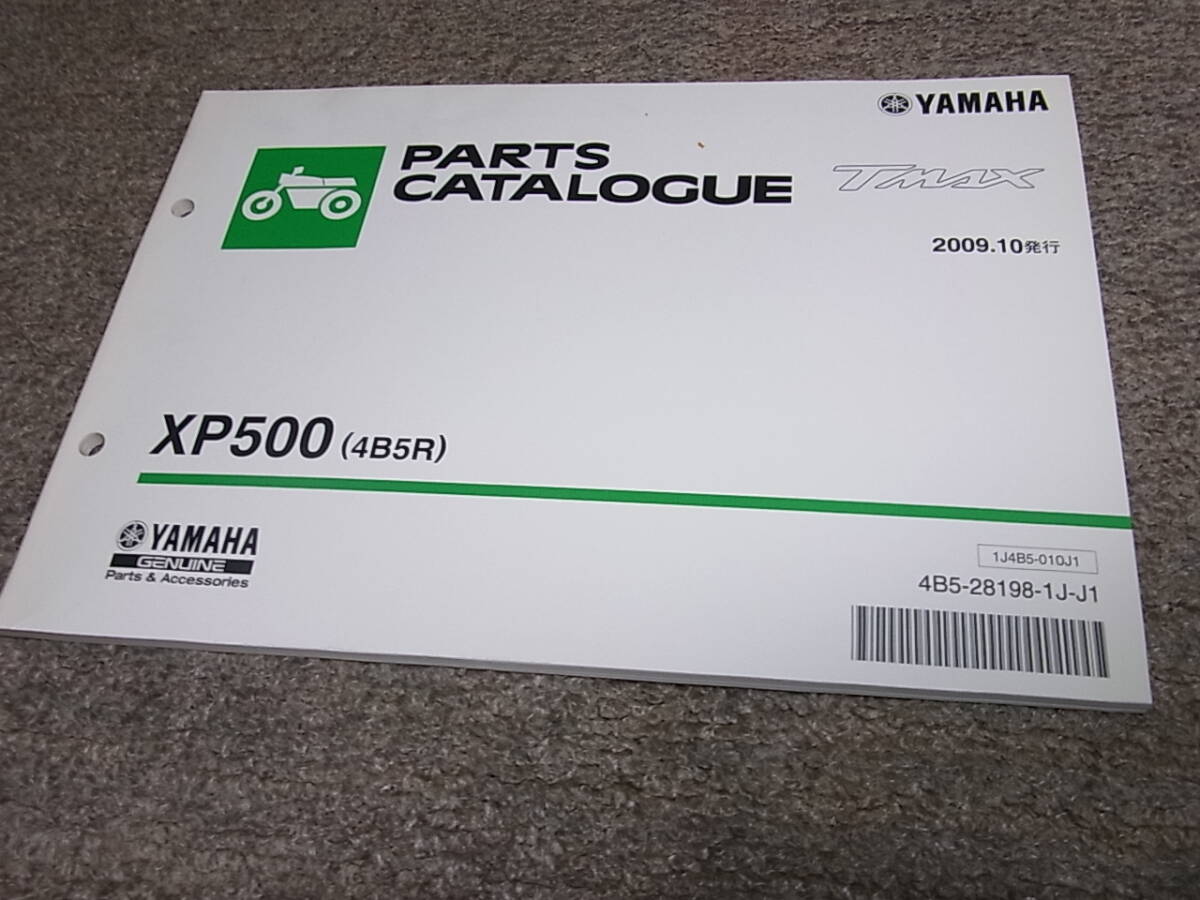 YAMAHA
PARTS
CATALOGUE
TMAX
2009.10発行
XP500 (4B5R)
YAMAHA
GENUINE
Parts & Accessories
1J4B5-010J1
4B5-28198-1J-J1